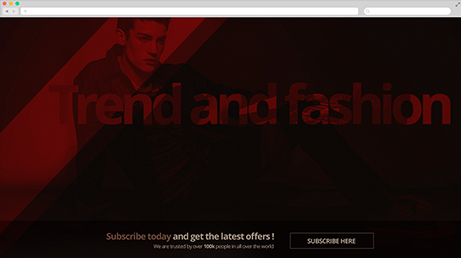 Trend and fashion
Subscribe today and get the latest offers !
We are trusted by over 100k people in all over the world
SUBSCRIBE HERE